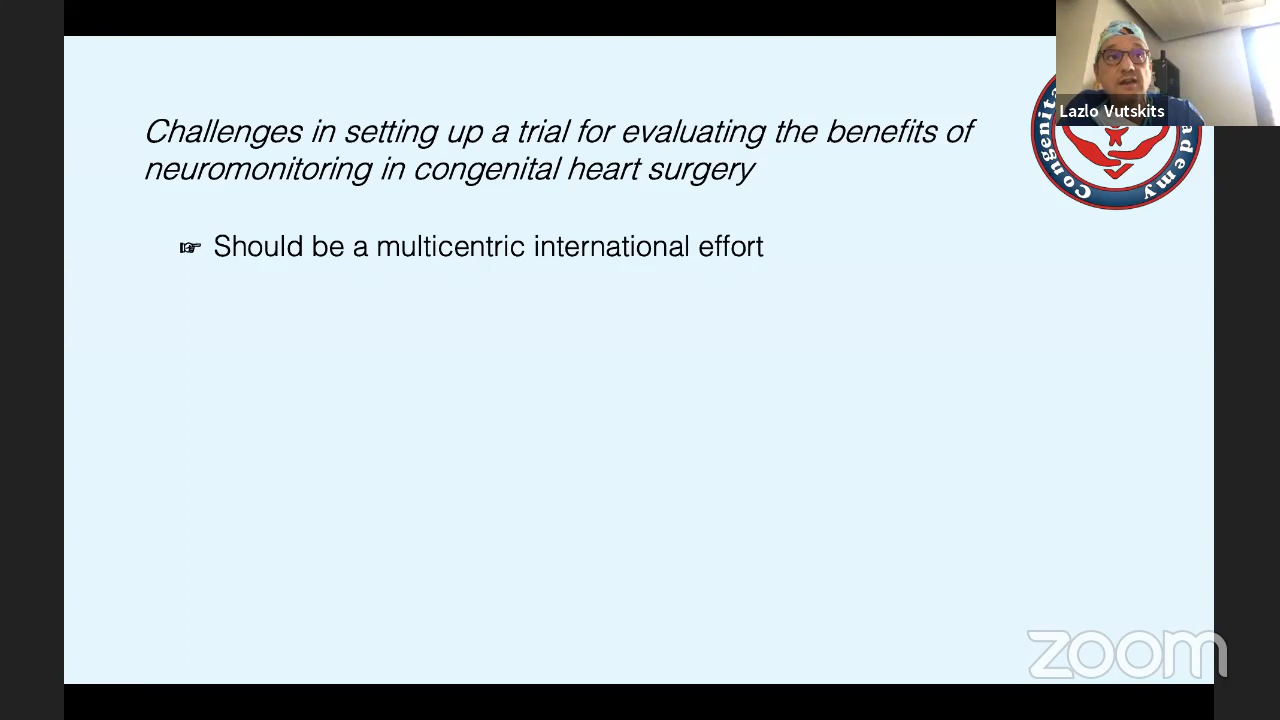 Challenges in setting up a trial for evaluating the benefits of
neuromonitoring in congenital heart surgery
☞ Should be a multicentric international effort
Lazlo Vutskits
zoom